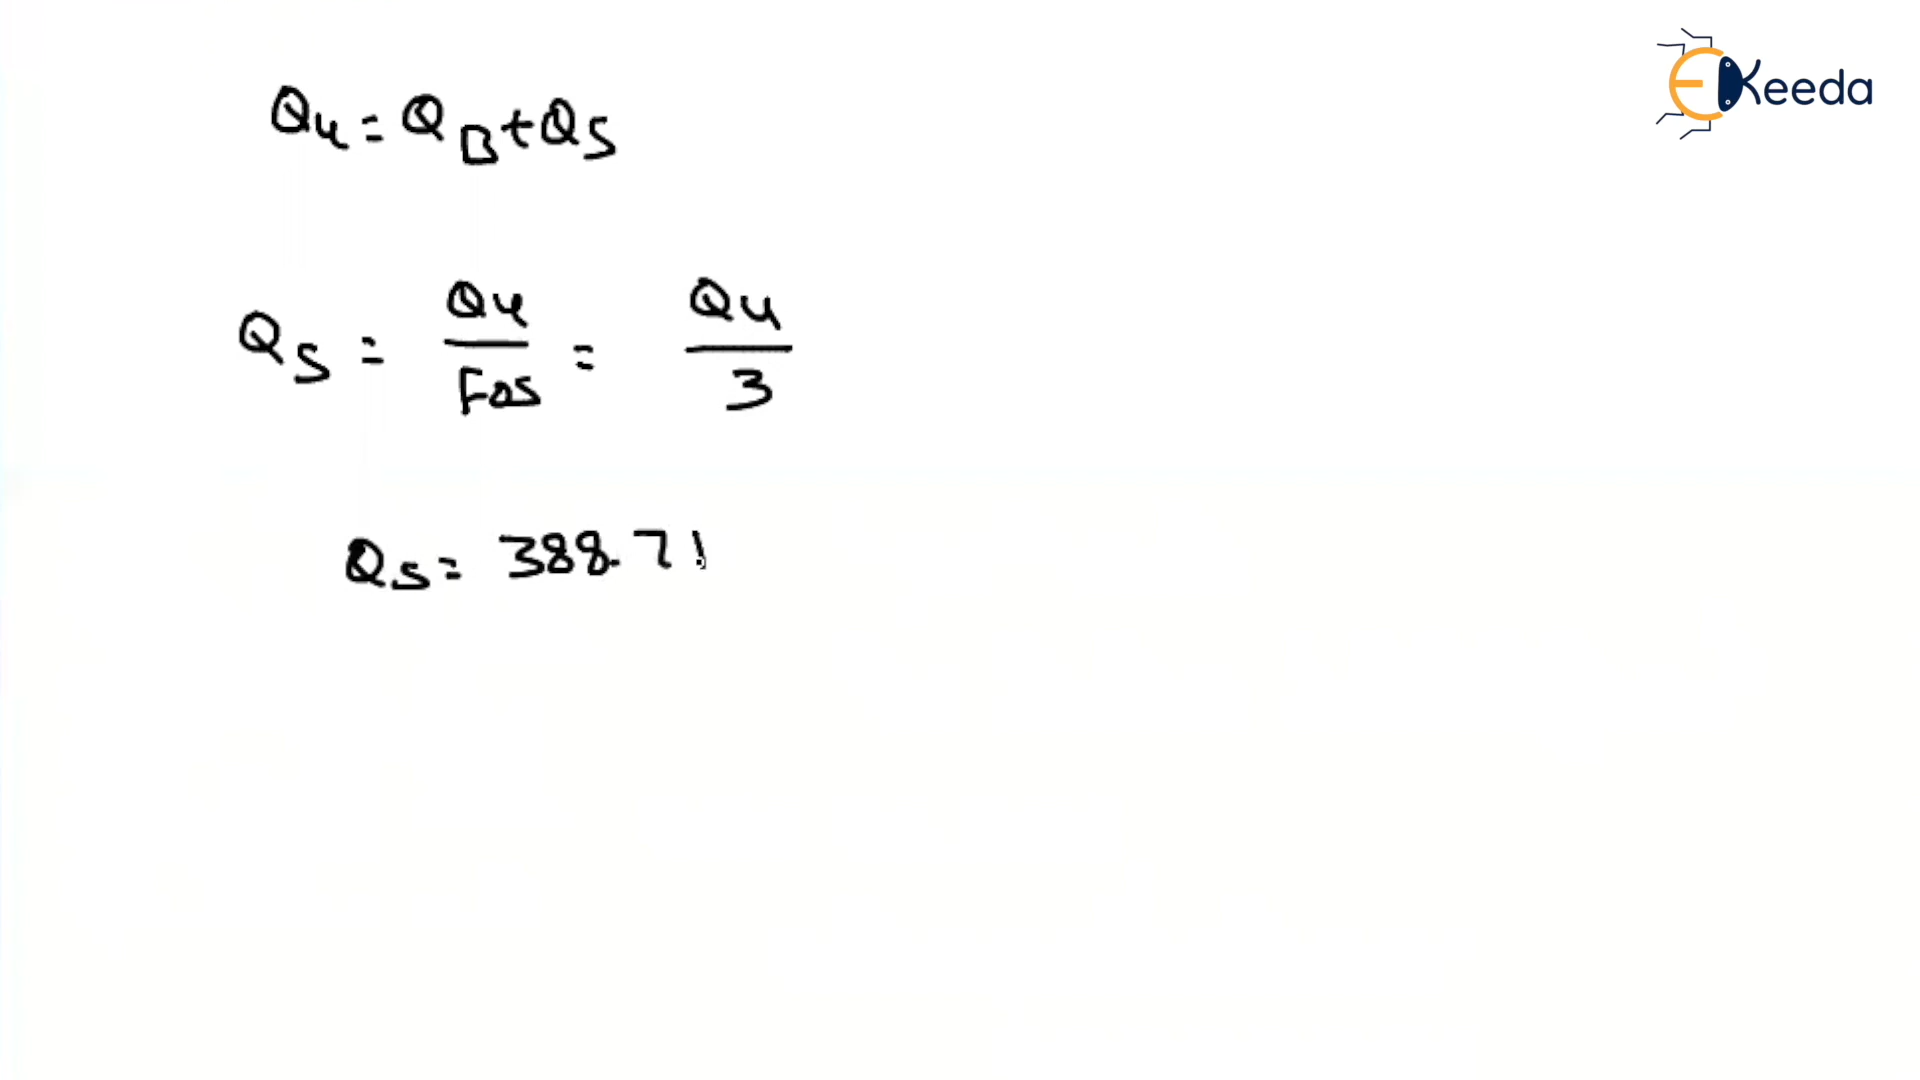 EKeeda
Qu = QB + QS
QS = Qu / FOS = Qu / 3
QS = 388.71